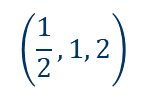 (1/2, 1, 2)